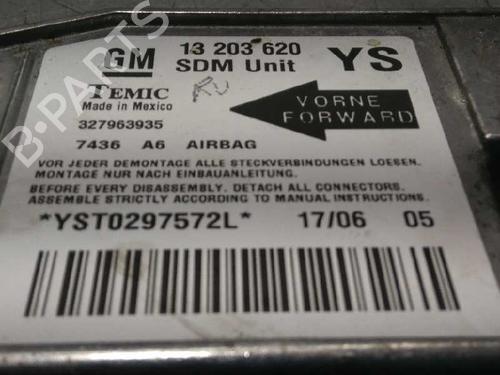 GM 13 203 620 YS
SDM Unit
TEMIC
Made in Mexico
RU
VORNE
FORWARD
327963935
7436 A6 AIRBAG
VOR JEDER DEMONTAGE ALLE STECKVERBINDUNGEN LOESEN.
MONTAGE NUR NACH EINBAUANLEITUNG.
BEFORE EVERY DISASSEMBLY, DETACH ALL CONNECTORS.
ASSEMBLE STRICTLY ACCORDING TO MANUAL INSTRUCTIONS.
*YST0297572L* 17/06 05
B-PARTS